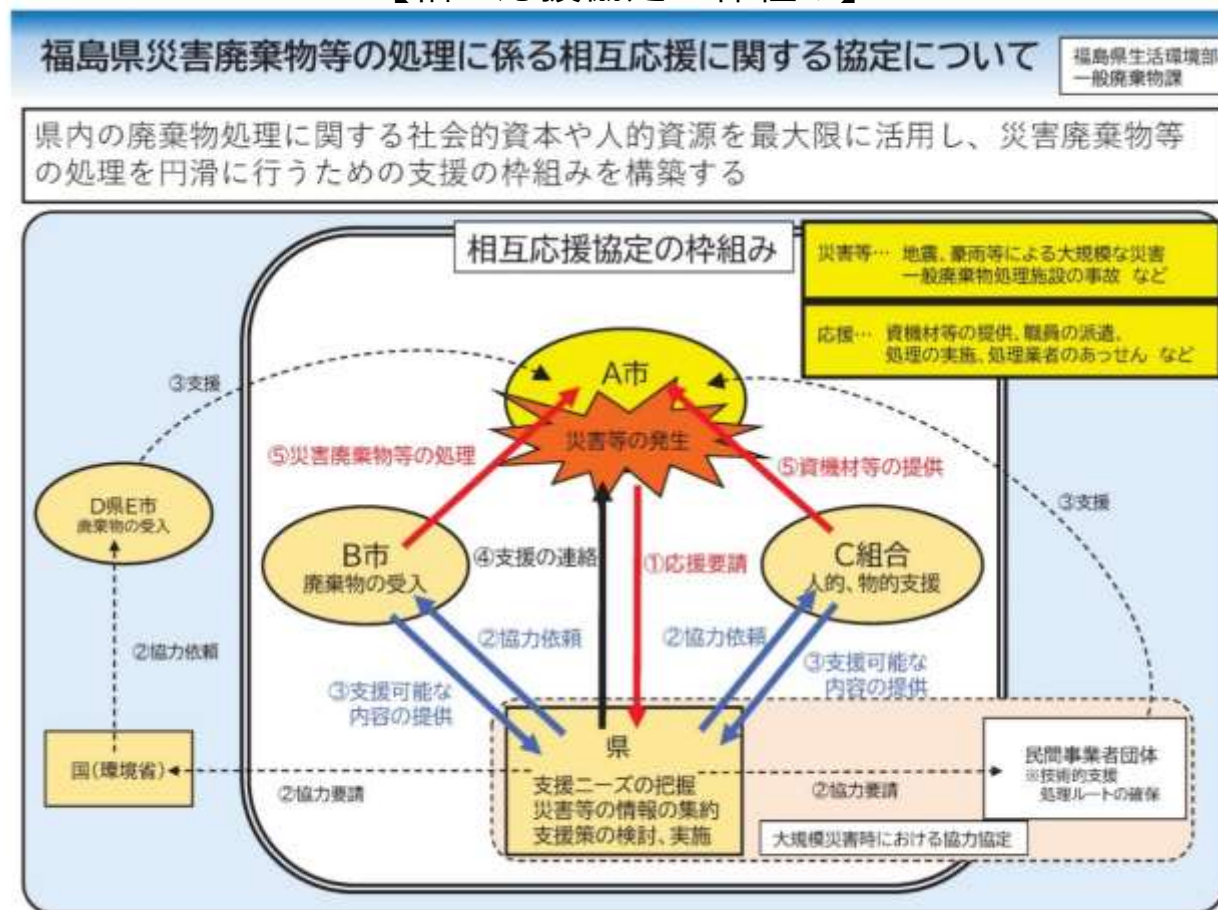 福島県災害廃棄物等の処理に係る相互応援に関する協定について
福島県生活環境部
一般廃棄物課
県内の廃棄物処理に関する社会的資本や人的資源を最大限に活用し、災害廃棄物等
の処理を円滑に行うための支援の枠組みを構築する
相互応援協定の枠組み
災害等… 地震、豪雨等による大規模な災害
一般廃棄物処理施設の事故 など
応援… 資機材等の提供、職員の派遣、
処理の実施、処理業者のあっせん など
A市
災害等の発生
③支援
⑤災害廃棄物等の処理
⑤資機材等の提供
③支援
D県E市
廃棄物の受入
B市
廃棄物の受入
④支援の連絡
①応援要請
C組合
人的、物的支援
②協力依頼
②協力依頼
②協力依頼
③支援可能な
内容の提供
③支援可能な
内容の提供
国(環境省)
②協力要請
県
支援ニーズの把握
災害等の情報の集約
支援策の検討、実施
②協力要請
民間事業者団体
※技術的支援
処理ルートの確保
大規模災害時における協力協定